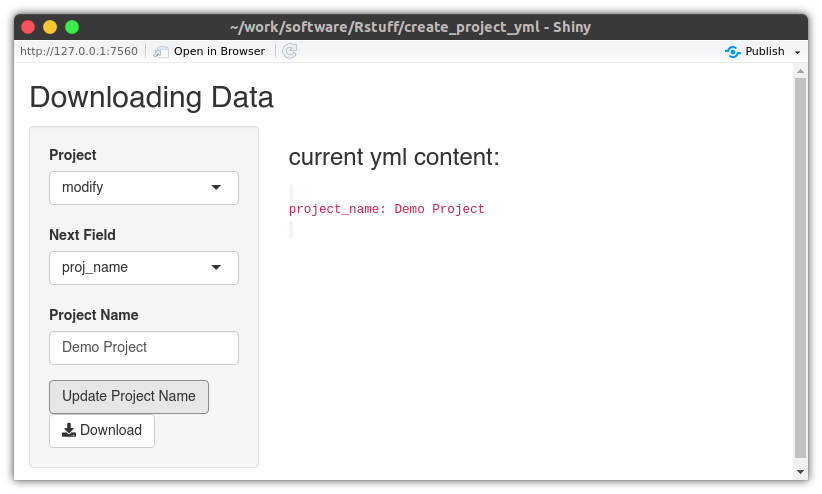 ~/work/software/Rstuff/create_project_yml - Shiny
http://127.0.0.1:7560 Open in Browser Publish
Downloading Data
Project
modify
Next Field
proj_name
Project Name
Demo Project
Update Project Name
Download
current yml content:
project_name: Demo Project